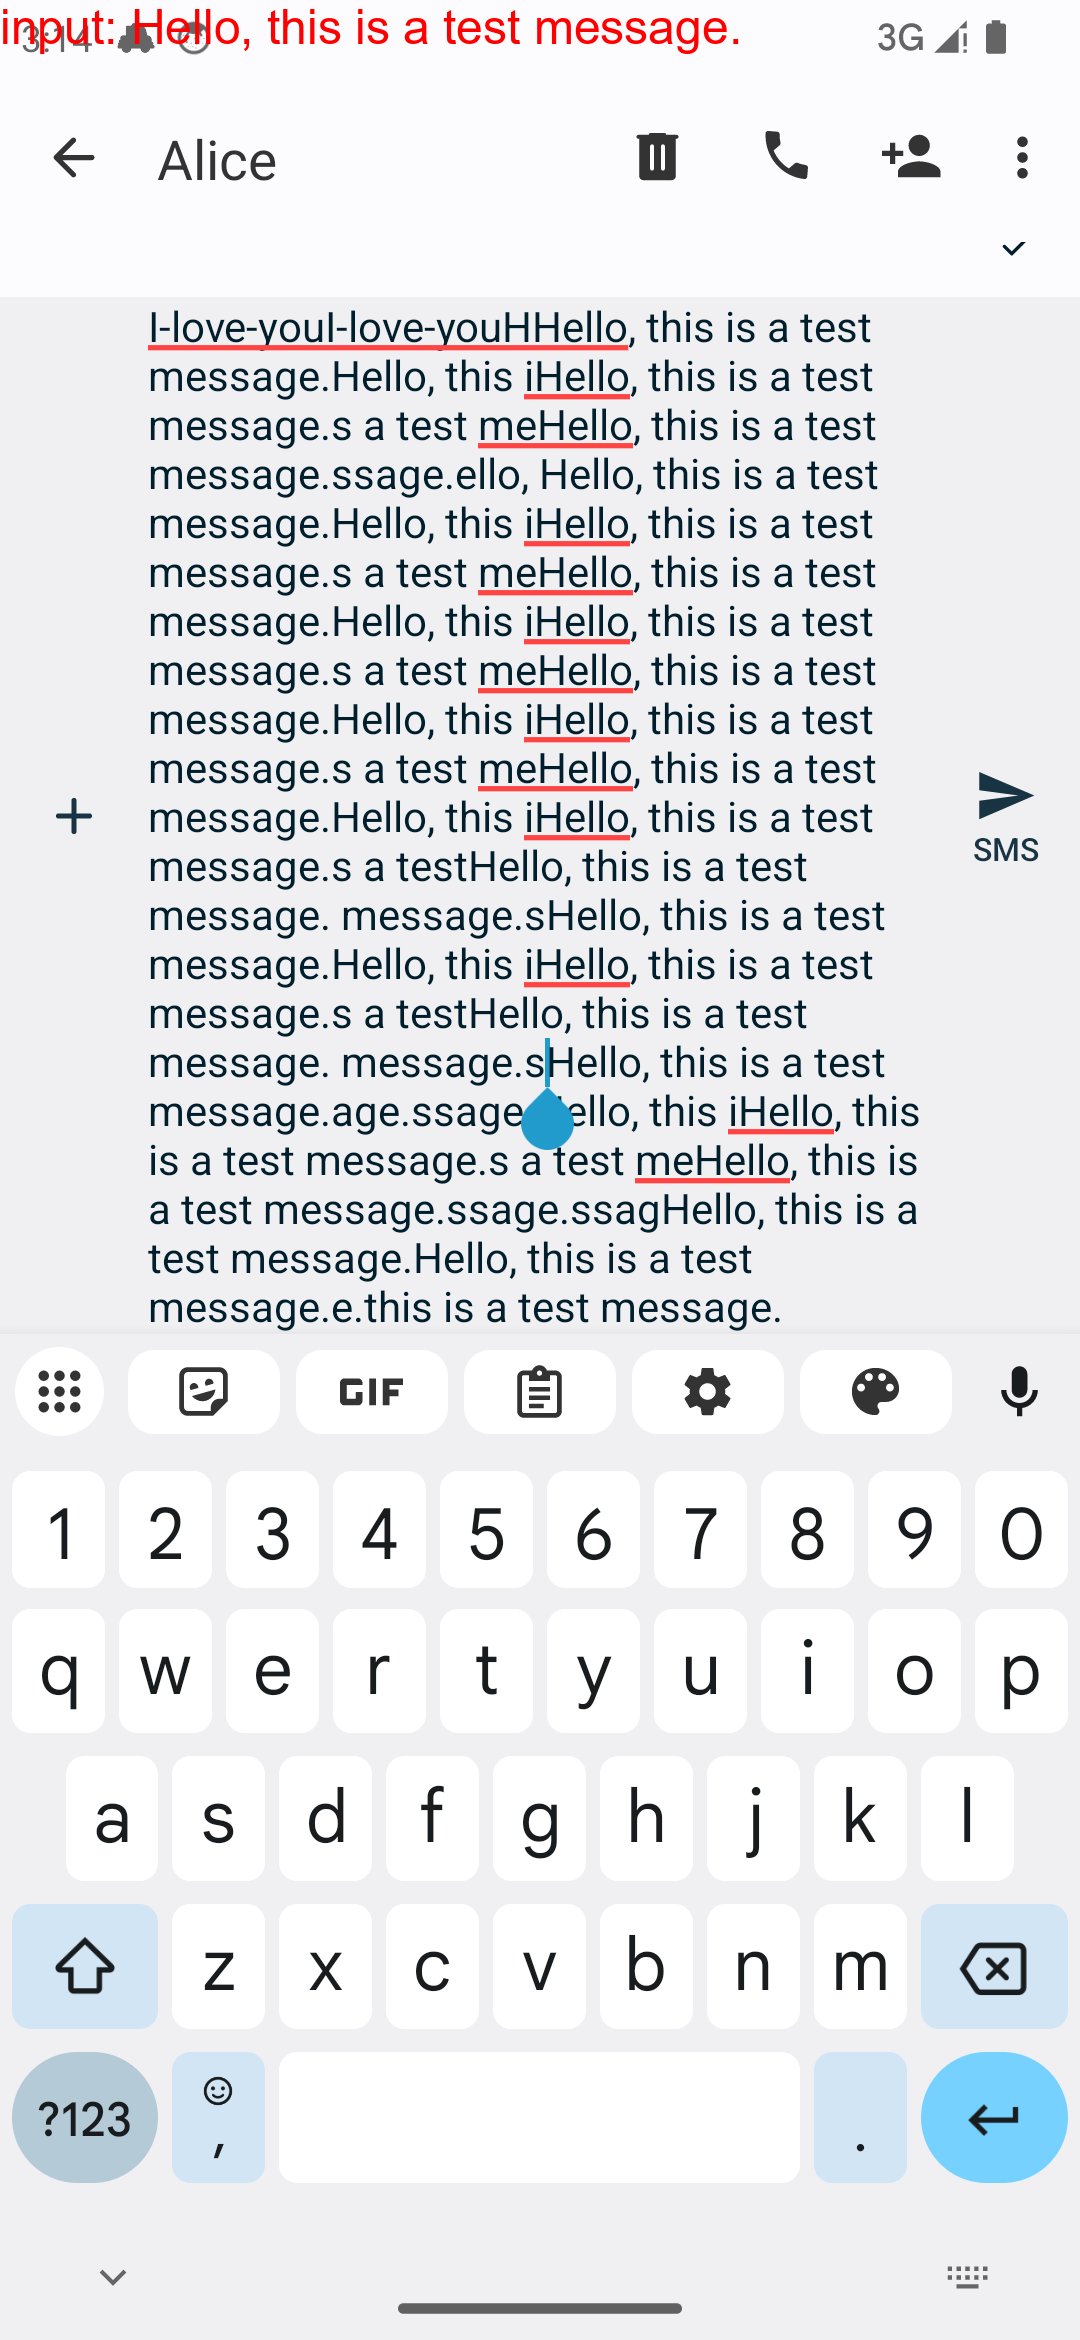 input: Hello, this is a test message.
3:14
3G
Alice
I-love-youI-love-youHHello, this is a test
message.Hello, this iHello, this is a test
message.s a test meHello, this is a test
message.ssage.ello, Hello, this is a test
message.Hello, this iHello, this is a test
message.s a test meHello, this is a test
message.Hello, this iHello, this is a test
message.s a test meHello, this is a test
message.Hello, this iHello, this is a test
message.s a test meHello, this is a test
message.Hello, this iHello, this is a test
message.s a testHello, this is a test
message. message.sHello, this is a test
message.Hello, this iHello, this is a test
message.s a testHello, this is a test
message. message.sHello, this is a test
message.age.ssage.Hello, this iHello, this
is a test message.s a test meHello, this is
a test message.ssage.ssagHello, this is a
test message.Hello, this is a test
message.e.this is a test message.
SMS
GIF
1 2 3 4 5 6 7 8 9 0
q w e r t y u i o p
a s d f g h j k l
z x c v b n m
?123 , .